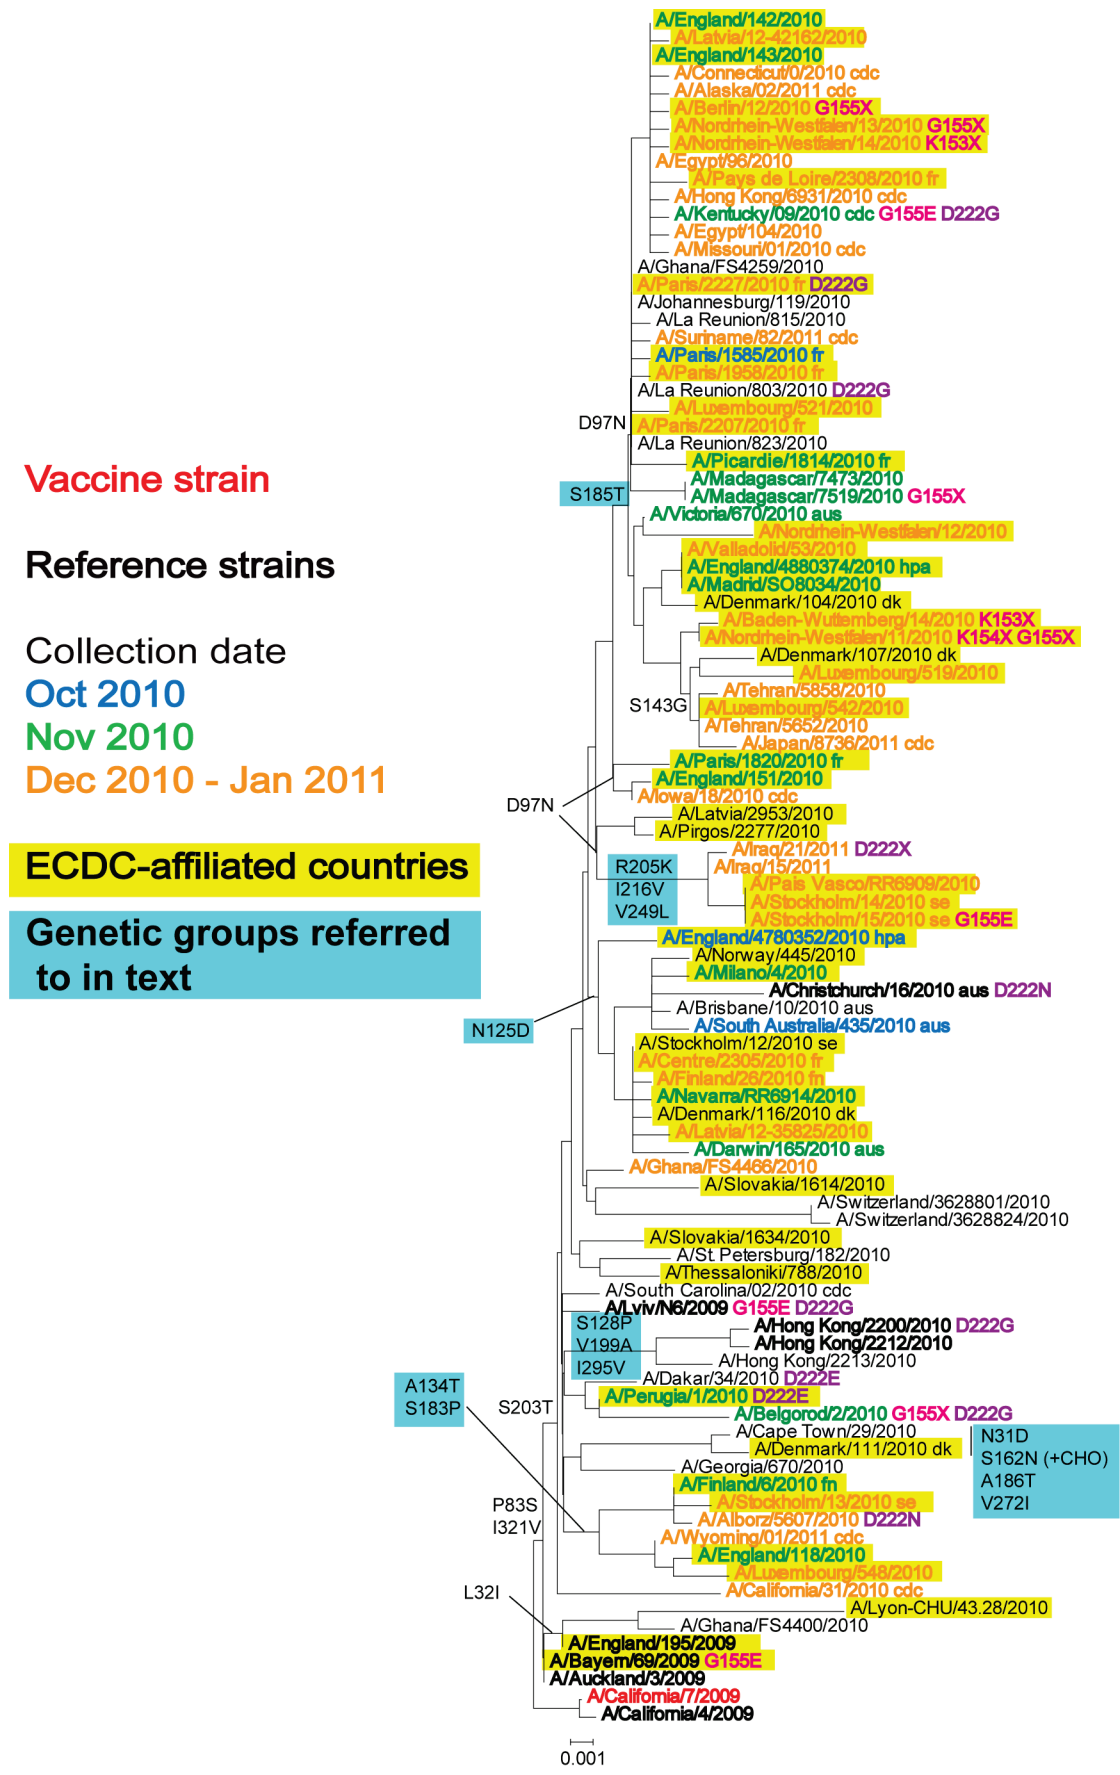 A/England/142/2010
A/Latvia/12-42162/2010
A/England/143/2010
A/Connecticut/0/2010 cdc
A/Alaska/02/2011 cdc
A/Berlin/12/2010 G155X
A/Nordrhein-Westfalen/13/2010 G155X
A/Nordrhein-Westfalen/14/2010 K153X
A/Egypt/96/2010
A/Pays de Loire/2308/2010 fr
A/Hong Kong/6931/2010 cdc
A/Kentucky/09/2010 cdc G155E D222G
A/Egypt/104/2010
A/Missouri/01/2010 cdc
A/Ghana/FS4259/2010
A/Paris/2227/2010 fr D222G
A/Johannesburg/119/2010
A/La Reunion/815/2010
A/Suriname/82/2011 cdc
A/Paris/1585/2010 fr
A/Paris/1958/2010 fr
A/La Reunion/803/2010 D222G
A/Luxembourg/521/2010
D97N
A/Paris/2207/2010 fr
A/La Reunion/823/2010
A/Picardie/1814/2010 fr
A/Madagascar/7473/2010
S185T
A/Madagascar/7519/2010 G155X
A/Victoria/670/2010 aus
A/Nordrhein-Westfalen/12/2010
A/Valladolid/53/2010
A/England/4880374/2010 hpa
A/Madrid/SO8034/2010
A/Denmark/104/2010 dk
A/Baden-Wuttemberg/14/2010 K153X
A/Nordrhein-Westfalen/11/2010 K154X G155X
A/Denmark/107/2010 dk
A/Luxembourg/519/2010
A/Tehran/5858/2010
S143G
A/Luxembourg/542/2010
A/Tehran/5652/2010
A/Japan/8736/2011 cdc
A/Paris/1820/2010 fr
A/England/151/2010
A/Iowa/18/2010 cdc
D97N
A/Latvia/2953/2010
A/Pirgos/2277/2010
A/Iraq/21/2011 D222X
A/Iraq/15/2011
R205K
I216V
V249L
A/Pais Vasco/RR6909/2010
A/Stockholm/14/2010 se
A/Stockholm/15/2010 se G155E
A/England/4780352/2010 hpa
A/Norway/445/2010
A/Milano/4/2010
A/Christchurch/16/2010 aus D222N
A/Brisbane/10/2010 aus
A/South Australia/435/2010 aus
N125D
A/Stockholm/12/2010 se
A/Centre/2305/2010 fr
A/Finland/26/2010 fn
A/Navarra/RR6914/2010
A/Denmark/116/2010 dk
A/Latvia/12-35825/2010
A/Darwin/165/2010 aus
A/Ghana/FS4466/2010
A/Slovakia/1614/2010
A/Switzerland/3628801/2010
A/Switzerland/3628824/2010
A/Slovakia/1634/2010
A/St. Petersburg/182/2010
A/Thessaloniki/788/2010
A/South Carolina/02/2010 cdc
A/Lviv/N6/2009 G155E D222G
S128P
V199A
I295V
A/Hong Kong/2200/2010 D222G
A/Hong Kong/2212/2010
A/Hong Kong/2213/2010
A/Dakar/34/2010 D222E
A134T
S183P
A/Perugia/1/2010 D222E
S203T
A/Belgorod/2/2010 G155X D222G
A/Cape Town/29/2010
A/Denmark/111/2010 dk
N31D
S162N (+CHO)
A186T
V272I
A/Georgia/670/2010
A/Finland/6/2010 fn
P83S
I321V
A/Stockholm/13/2010 se
A/Alborz/5607/2010 D222N
A/Wyoming/01/2011 cdc
A/England/118/2010
A/Luxembourg/548/2010
L32I
A/California/31/2010 cdc
A/Lyon-CHU/43.28/2010
A/Ghana/FS4400/2010
A/England/195/2009
A/Bayern/69/2009 G155E
A/Auckland/3/2009
A/California/7/2009
A/California/4/2009
0.001
Vaccine strain
Reference strains
Collection date
Oct 2010
Nov 2010
Dec 2010 - Jan 2011
ECDC-affiliated countries
Genetic groups referred
to in text